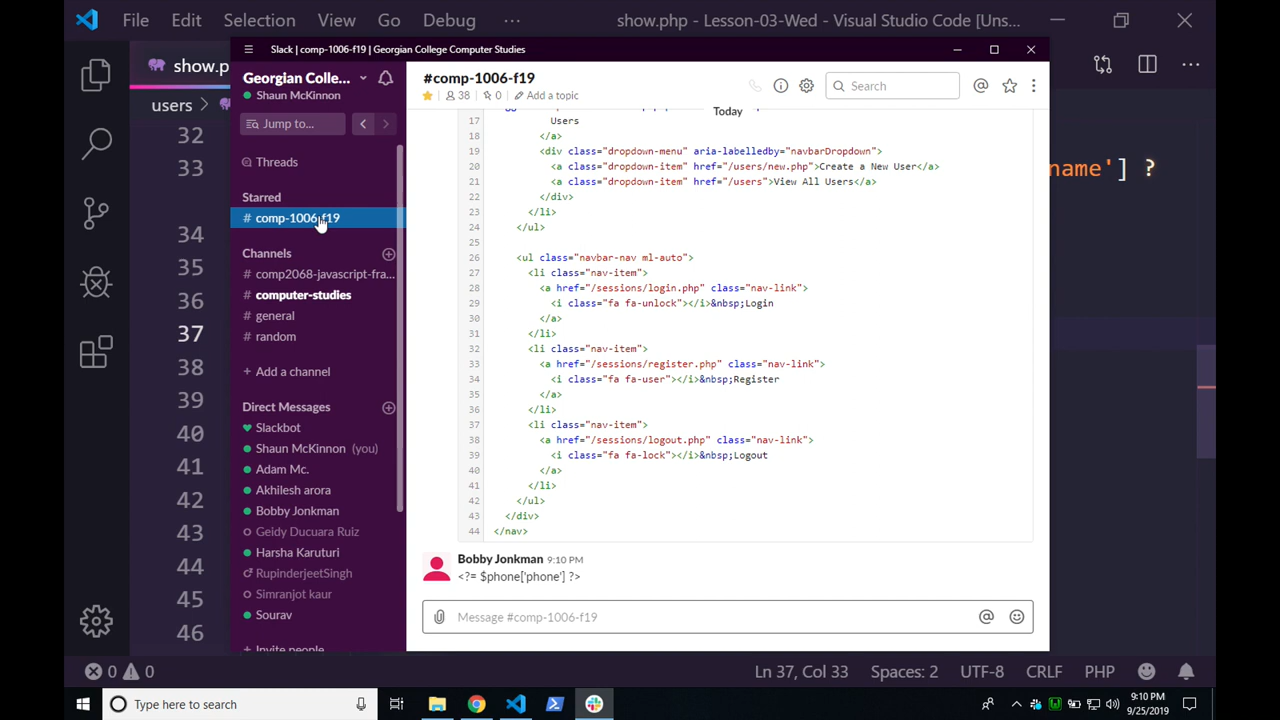 File Edit Selection View Go Debug ··· show.php - Lesson-03-Wed - Visual Studio Code [Uns...
show.p
users >
32
33
name'] ?
34
35
36
37
38
39
40
41
42
43
44
45
46
Slack | comp-1006-f19 | Georgian College Computer Studies
Georgian Colle...
Shaun McKinnon
Jump to...
Threads
Starred
# comp-1006-f19
Channels
# comp2068-javascript-fra...
# computer-studies
# general
# random
+ Add a channel
Direct Messages
Slackbot
Shaun McKinnon (you)
Adam Mc.
Akhilesh arora
Bobby Jonkman
Geidy Ducuara Ruiz
Harsha Karuturi
RupinderjeetSingh
Simranjot kaur
Sourav
+ Invite people
#comp-1006-f19
38 0 Add a topic
Search
Today
17 Users
18 </a>
19 <div class="dropdown-menu" aria-labelledby="navbarDropdown">
20 <a class="dropdown-item" href="/users/new.php">Create a New User</a>
21 <a class="dropdown-item" href="/users">View All Users</a>
22 </div>
23 </li>
24 </ul>
25
26 <ul class="navbar-nav ml-auto">
27 <li class="nav-item">
28 <a href="/sessions/login.php" class="nav-link">
29 <i class="fa fa-unlock"></i>&nbsp;Login
30 </a>
31 </li>
32 <li class="nav-item">
33 <a href="/sessions/register.php" class="nav-link">
34 <i class="fa fa-user"></i>&nbsp;Register
35 </a>
36 </li>
37 <li class="nav-item">
38 <a href="/sessions/logout.php" class="nav-link">
39 <i class="fa fa-lock"></i>&nbsp;Logout
40 </a>
41 </li>
42 </ul>
43 </div>
44 </nav>
Bobby Jonkman 9:10 PM
<?= $phone['phone'] ?>
Message #comp-1006-f19
0 0 Ln 37, Col 33 Spaces: 2 UTF-8 CRLF PHP
Type here to search
9:10 PM
9/25/2019